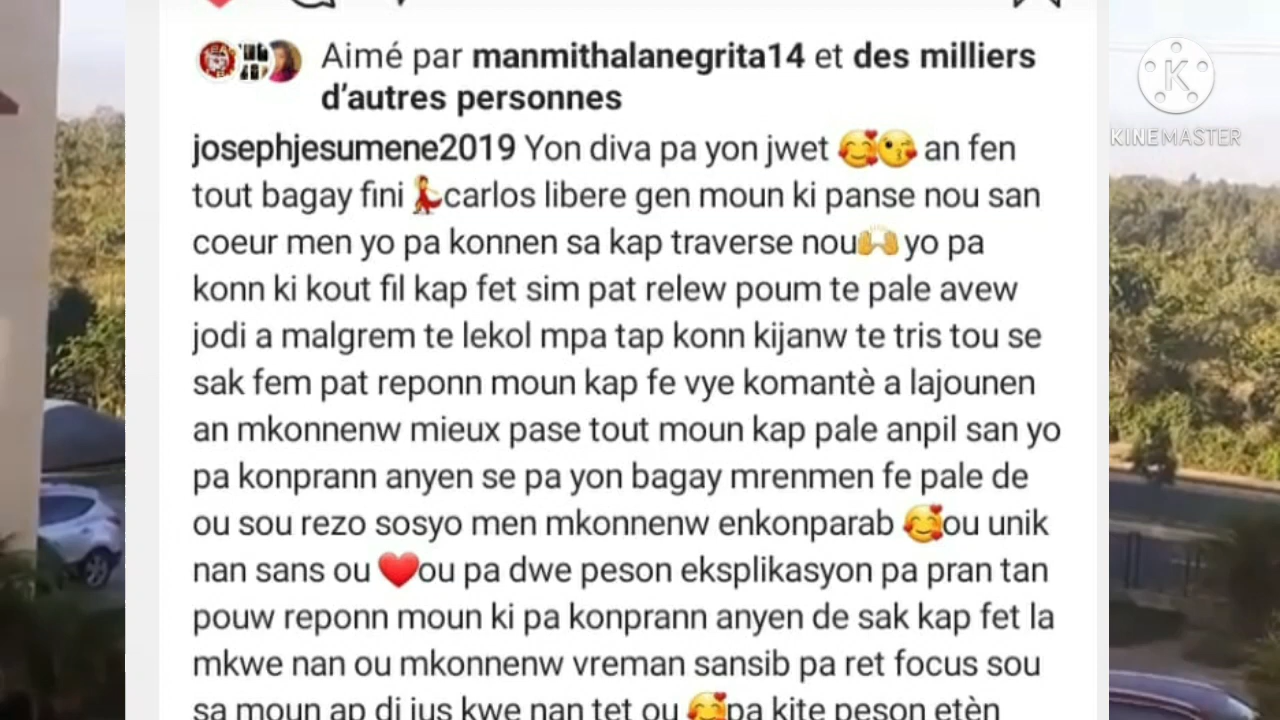 Aimé par manmithalanegrita14 et des milliers
d'autres personnes
josephjesumene2019 Yon diva pa yon jwet 🥰😘 an fen
tout bagay fini 💃carlos libere gen moun ki panse nou san
coeur men yo pa konnen sa kap traverse nou🙌 yo pa
konn ki kout fil kap fet sim pat relew poum te pale avew
jodi a malgrem te lekol mpa tap konn kijanw te tris tou se
sak fem pat reponn moun kap fe vye komantè a lajounen
an mkonnenw mieux pase tout moun kap pale anpil san yo
pa konprann anyen se pa yon bagay mrenmen fe pale de
ou sou rezo sosyo men mkonnenw enkonparab 🥰ou unik
nan sans ou ❤️ou pa dwe peson eksplikasyon pa pran tan
pouw reponn moun ki pa konprann anyen de sak kap fet la
mkwe nan ou mkonnenw vreman sansib pa ret focus sou
sa moun ap di jus kwe nan tet ou 🥰pa kite peson etèn
KINEMASTER